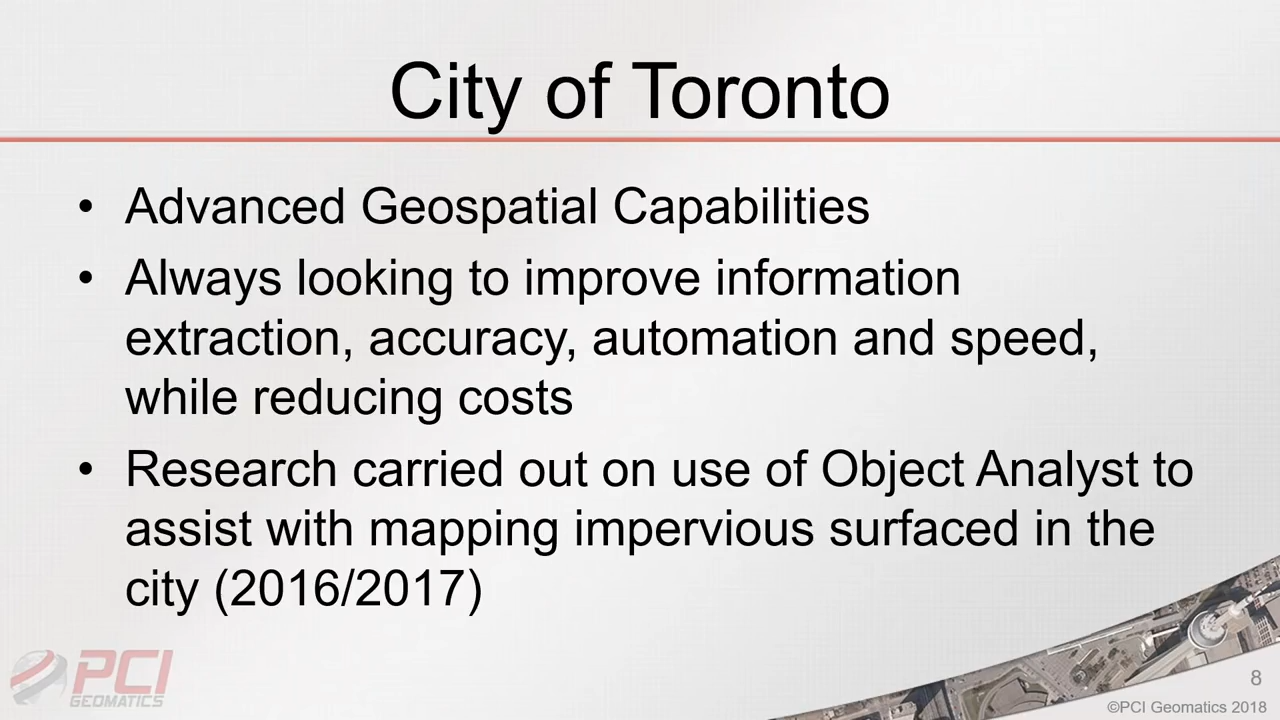 City of Toronto
• Advanced Geospatial Capabilities
• Always looking to improve information
extraction, accuracy, automation and speed,
while reducing costs
• Research carried out on use of Object Analyst to
assist with mapping impervious surfaced in the
city (2016/2017)
PCI
GEOMATICS
8
©PCI Geomatics 2018